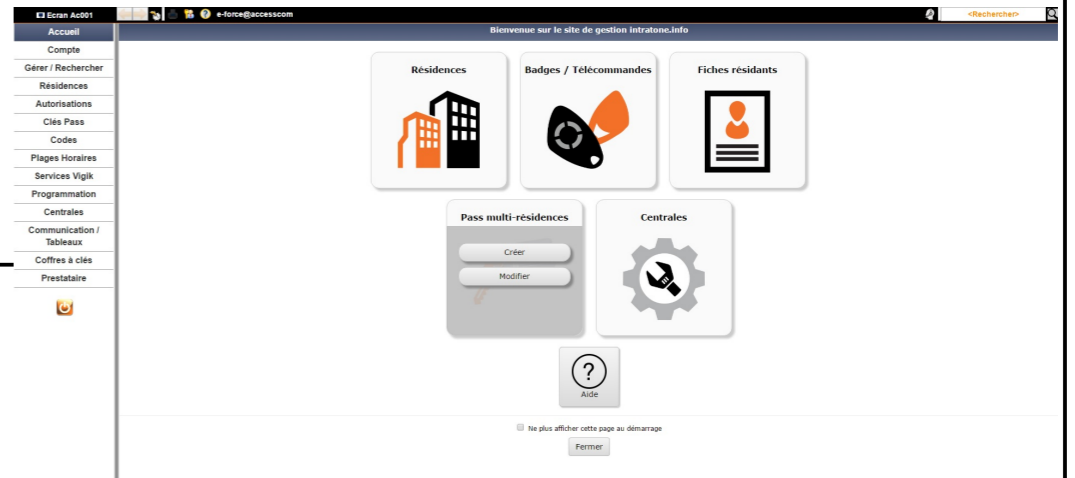 Ecran Ac001
e-force@accesscom
<Rechercher>
Accueil
Compte
Gérer / Rechercher
Résidences
Autorisations
Clés Pass
Codes
Plages Horaires
Services Vigik
Programmation
Centrales
Communication /
Tableaux
Coffres à clés
Prestataire
Bienvenue sur le site de gestion intratone.info
Résidences
Badges / Télécommandes
Fiches résidants
Pass multi-résidences
Créer
Modifier
Centrales
?
Aide
Ne plus afficher cette page au démarrage
Fermer